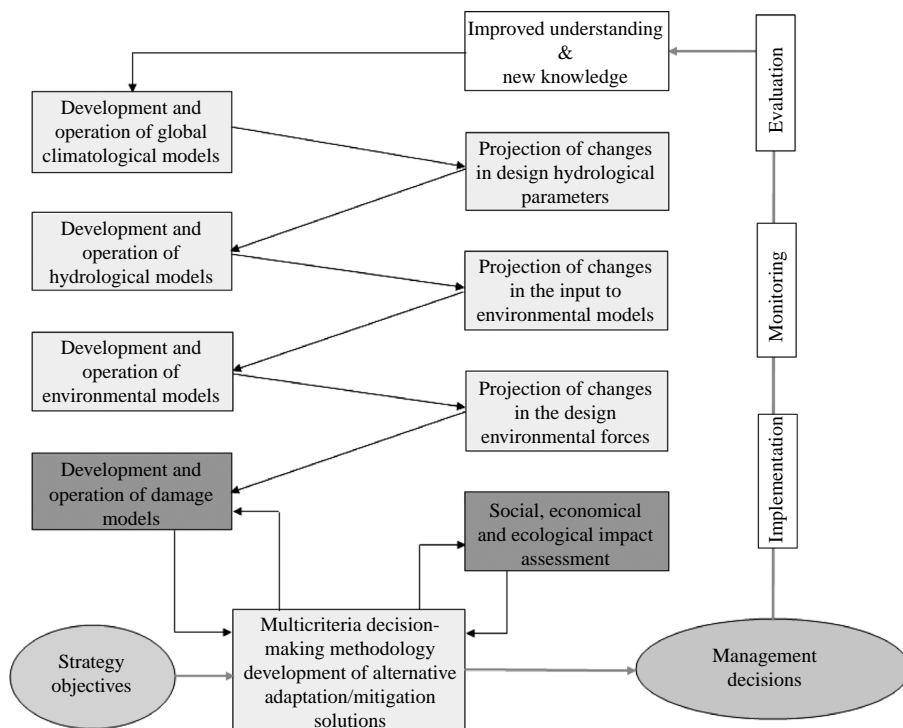 Improved understanding
&
new knowledge
Evaluation
Development and
operation of global
climatological models
Projection of changes
in design hydrological
parameters
Development and
operation of
hydrological models
Monitoring
Projection of changes
in the input to
environmental models
Development and
operation of
environmental models
Projection of changes
in the design
environmental forces
Implementation
Development and
operation of damage
models
Social, economical
and ecological impact
assessment
Strategy
objectives
Multicriteria decision-
making methodology
development of alternative
adaptation/mitigation
solutions
Management
decisions